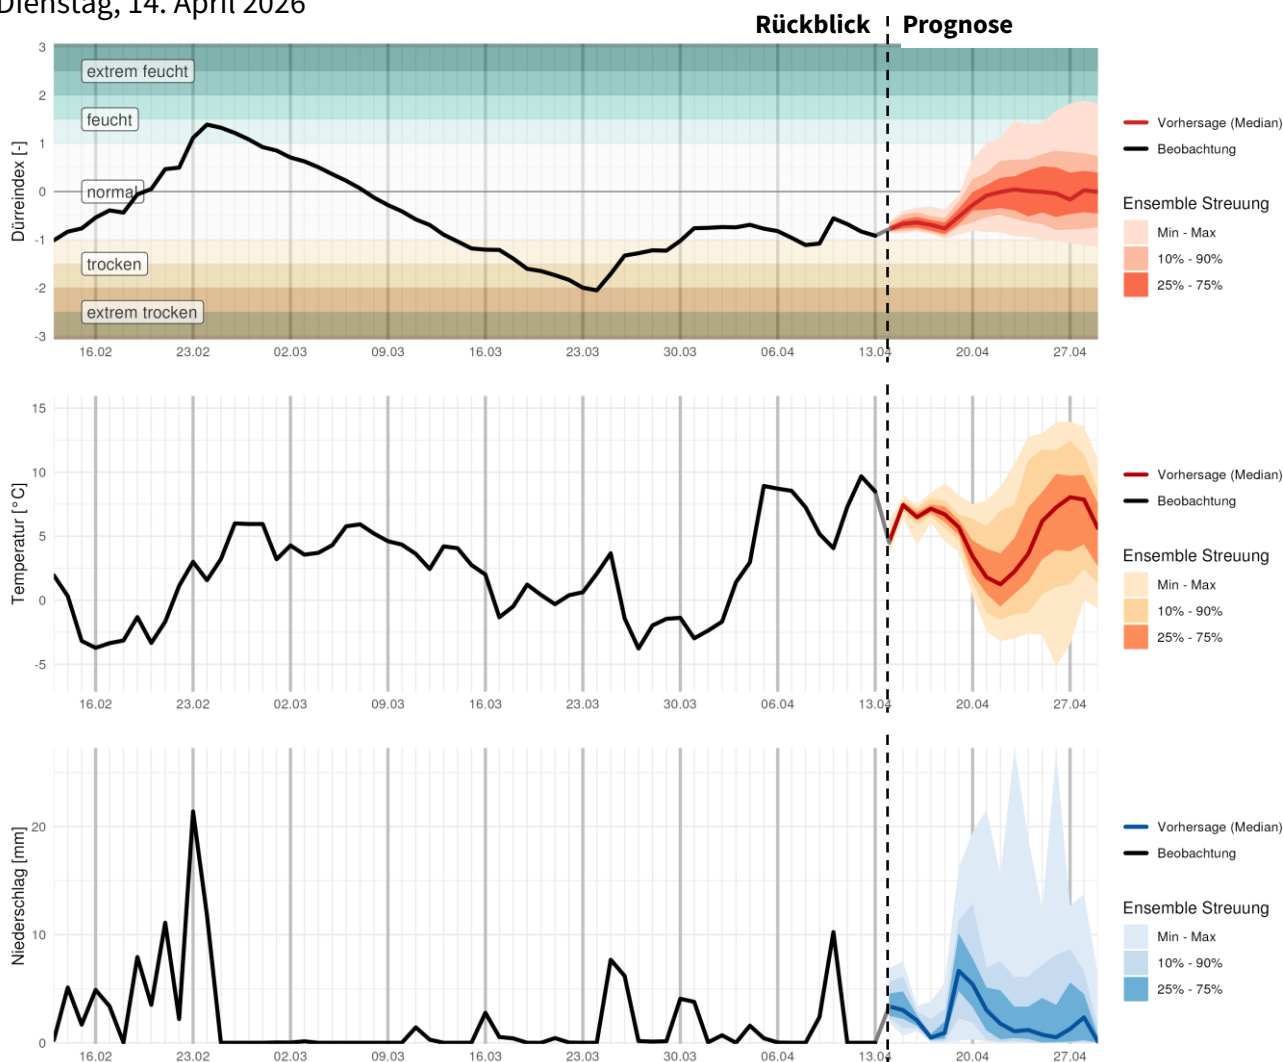 Dienstag, 14. April 2026
Rückblick
Prognose
3
2
1
0
-1
-2
-3
Dürreindex [-]
extrem feucht
feucht
normal
trocken
extrem trocken
16.02
23.02
02.03
09.03
16.03
23.03
30.03
06.04
13.04
20.04
27.04
Vorhersage (Median)
Beobachtung
Ensemble Streuung
Min - Max
10% - 90%
25% - 75%
15
10
5
0
-5
Temperatur [°C]
16.02
23.02
02.03
09.03
16.03
23.03
30.03
06.04
13.04
20.04
27.04
Vorhersage (Median)
Beobachtung
Ensemble Streuung
Min - Max
10% - 90%
25% - 75%
20
10
0
Niederschlag [mm]
16.02
23.02
02.03
09.03
16.03
23.03
30.03
06.04
13.04
20.04
27.04
Vorhersage (Median)
Beobachtung
Ensemble Streuung
Min - Max
10% - 90%
25% - 75%